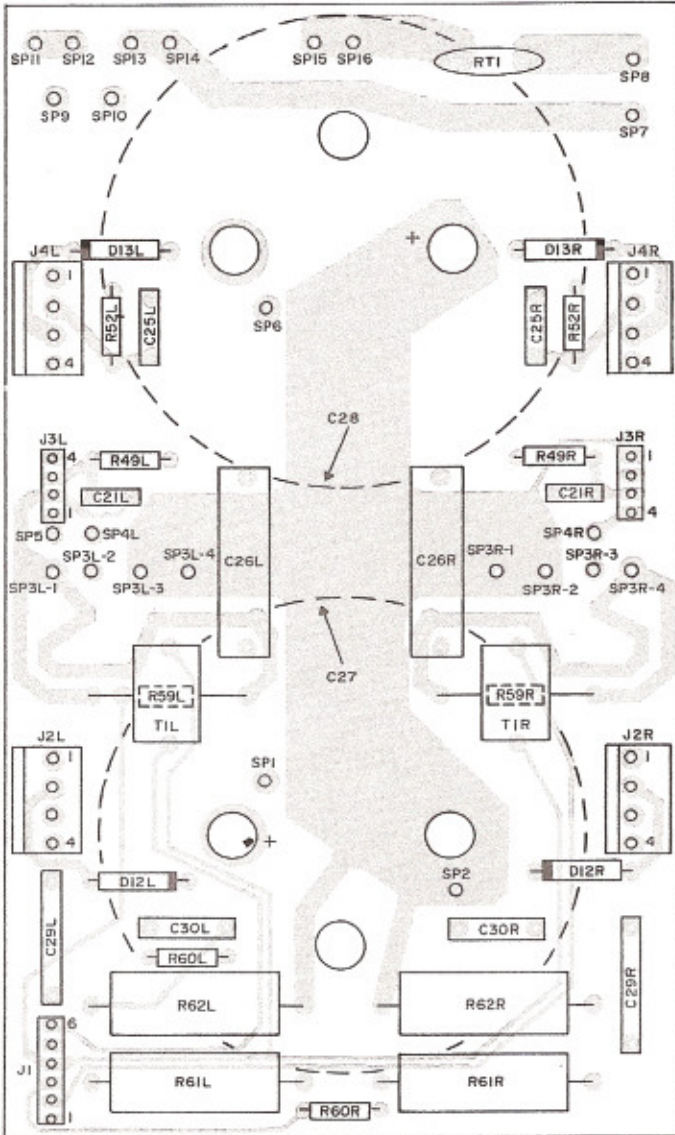 SP11 SP12 SP13 SP14 SP15 SP16 RT1 SP8
SP9 SP10 SP7
J4L D13L + D13R J4R
1 1
R52L C25L SP6 C25R R52R
4 4
C28
J3L J3R
4 R49L R49R 1
C21L C21R
1 4
SP5 SP4L SP4R
SP3L-2 SP3L-4 C26L C26R SP3R-1 SP3R-3
SP3L-1 SP3L-3 SP3R-2 SP3R-4
C27
R59L R59R
T1L T1R
J2L J2R
1 SP1 1
4 + 4
D12L SP2 D12R
C29L C30L C30R C29R
R60L
R62L R62R
6
J1 R61L R61R
1 R60R